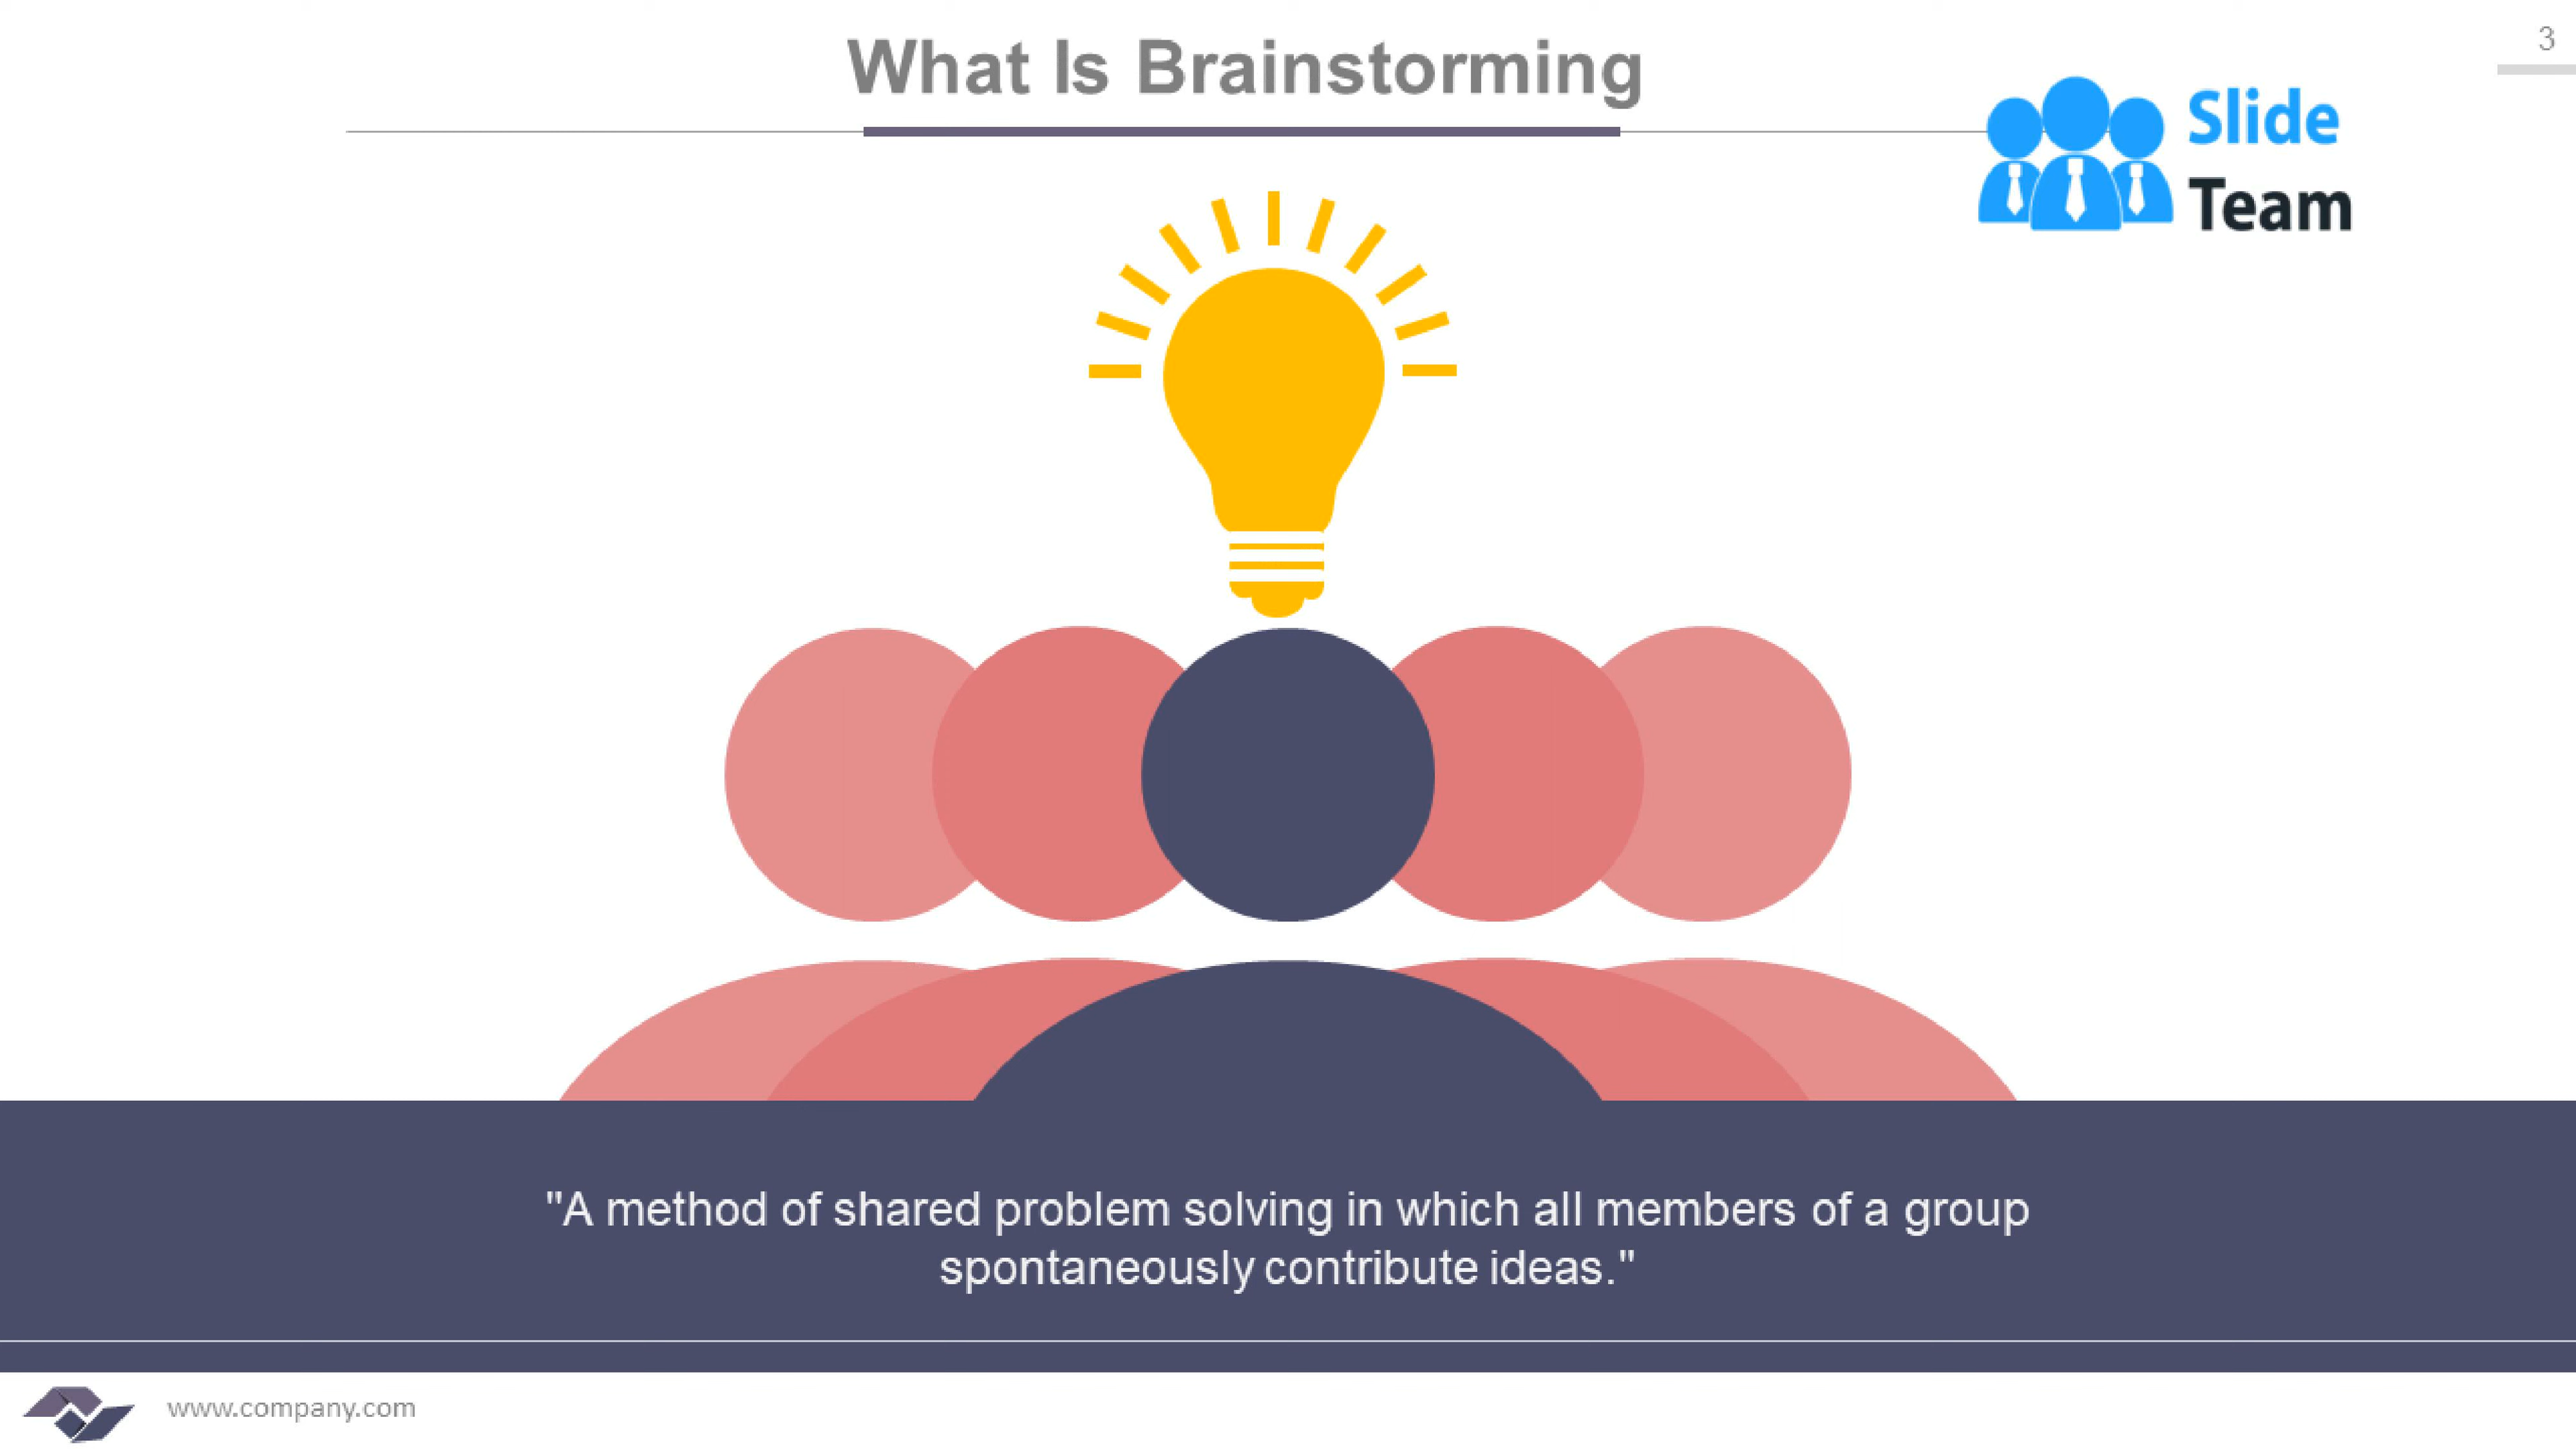 What Is Brainstorming
3
Slide
Team
"A method of shared problem solving in which all members of a group
spontaneously contribute ideas."
www.company.com